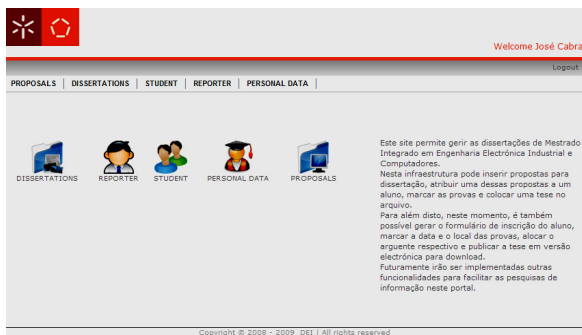 Welcome José Cabra
Logout
PROPOSALS | DISSERTATIONS | STUDENT | REPORTER | PERSONAL DATA |
DISSERTATIONS REPORTER STUDENT PERSONAL DATA PROPOSALS
Este site permite gerir as dissertações de Mestrado
Integrado em Engenharia Electrónica Industrial e
Computadores.
Nesta infraestrutura pode inserir propostas para
dissertação, atribuir uma dessas propostas a um
aluno, marcar as provas e colocar uma tese no
arquivo.
Para além disto, neste momento, é também
possível gerar o formulário de inscrição do aluno,
marcar a data e o local das provas, alocar o
arguente respectivo e publicar a tese em versão
electrónica para download.
Futuramente irão ser implementadas outras
funcionalidades para facilitar as pesquisas de
informação neste portal.
Copyright © 2008 - 2009 DEI | All rights reserved